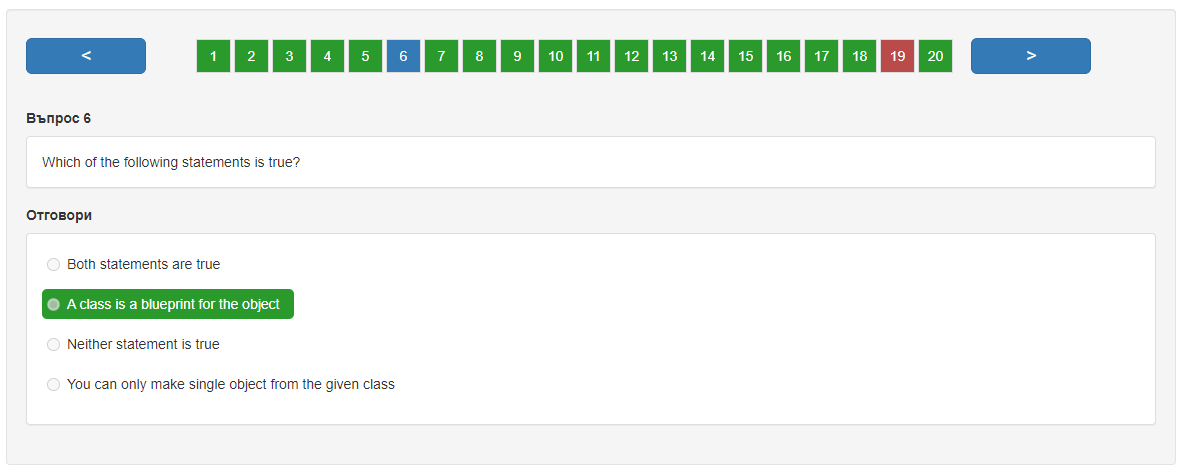 < 1 2 3 4 5 6 7 8 9 10 11 12 13 14 15 16 17 18 19 20 >
Въпрос 6
Which of the following statements is true?
Отговори
Both statements are true
A class is a blueprint for the object
Neither statement is true
You can only make single object from the given class